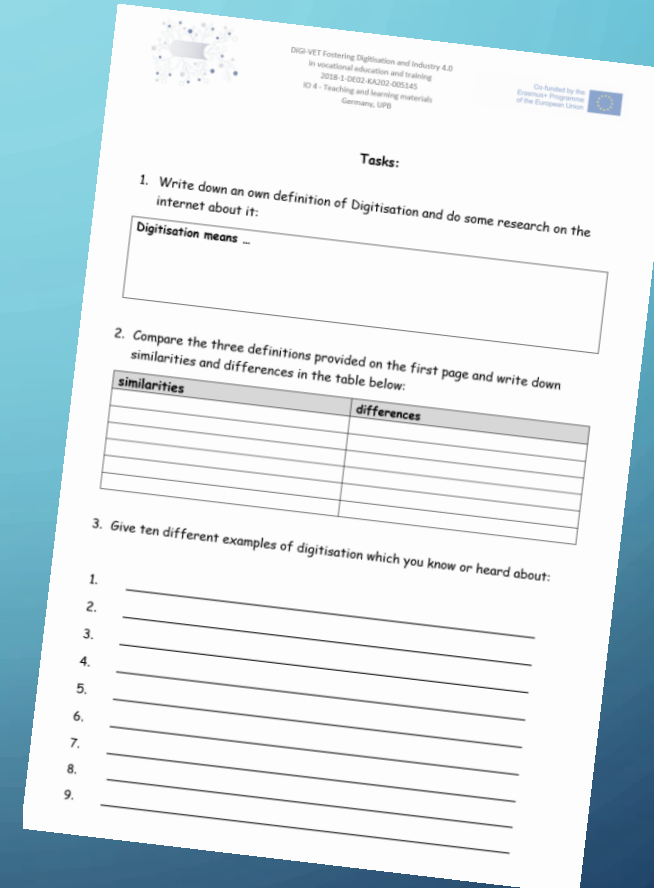 DiGI-VET Fostering Digitisation and Industry 4.0
in vocational education and training
2018-1-DE02-KA202-005145
IO 4 - Teaching and learning materials
Germany, UPB
Co-funded by the
Erasmus+ Programme
of the European Union
Tasks:
1. Write down an own definition of Digitisation and do some research on the
internet about it:
Digitisation means ...
2. Compare the three definitions provided on the first page and write down
similarities and differences in the table below:
similarities
differences
3. Give ten different examples of digitisation which you know or heard about:
1.
2.
3.
4.
5.
6.
7.
8.
9.